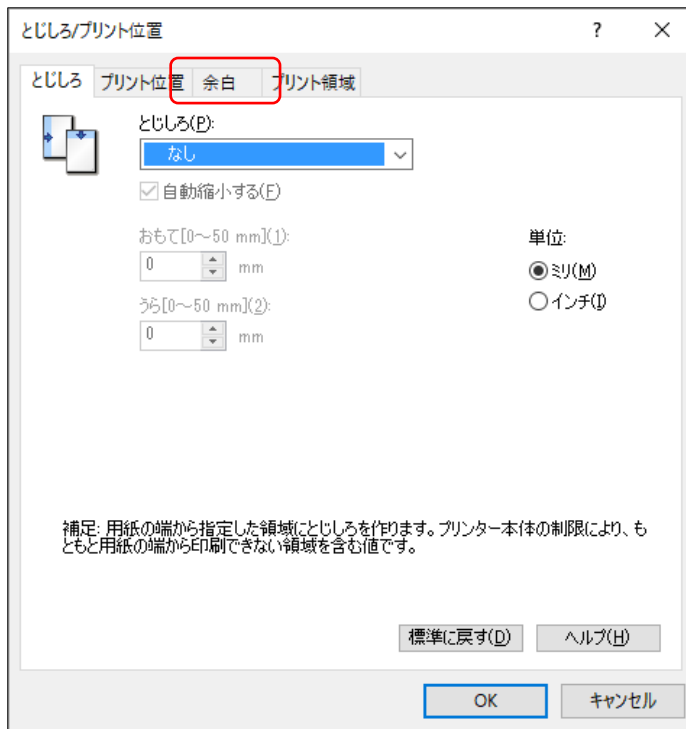 とじしろ/プリント位置
とじしろ プリント位置 余白 プリント領域
とじしろ(P):
なし
自動縮小する(F)
おもて[0～50 mm](1):
0 mm
単位:
ミリ(M)
インチ(I)
うら[0～50 mm](2):
0 mm
補足: 用紙の端から指定した領域にとじしろを作ります。プリンター本体の制限により、も
ともと用紙の端から印刷できない領域を含む値です。
標準に戻す(D) ヘルプ(H)
OK キャンセル